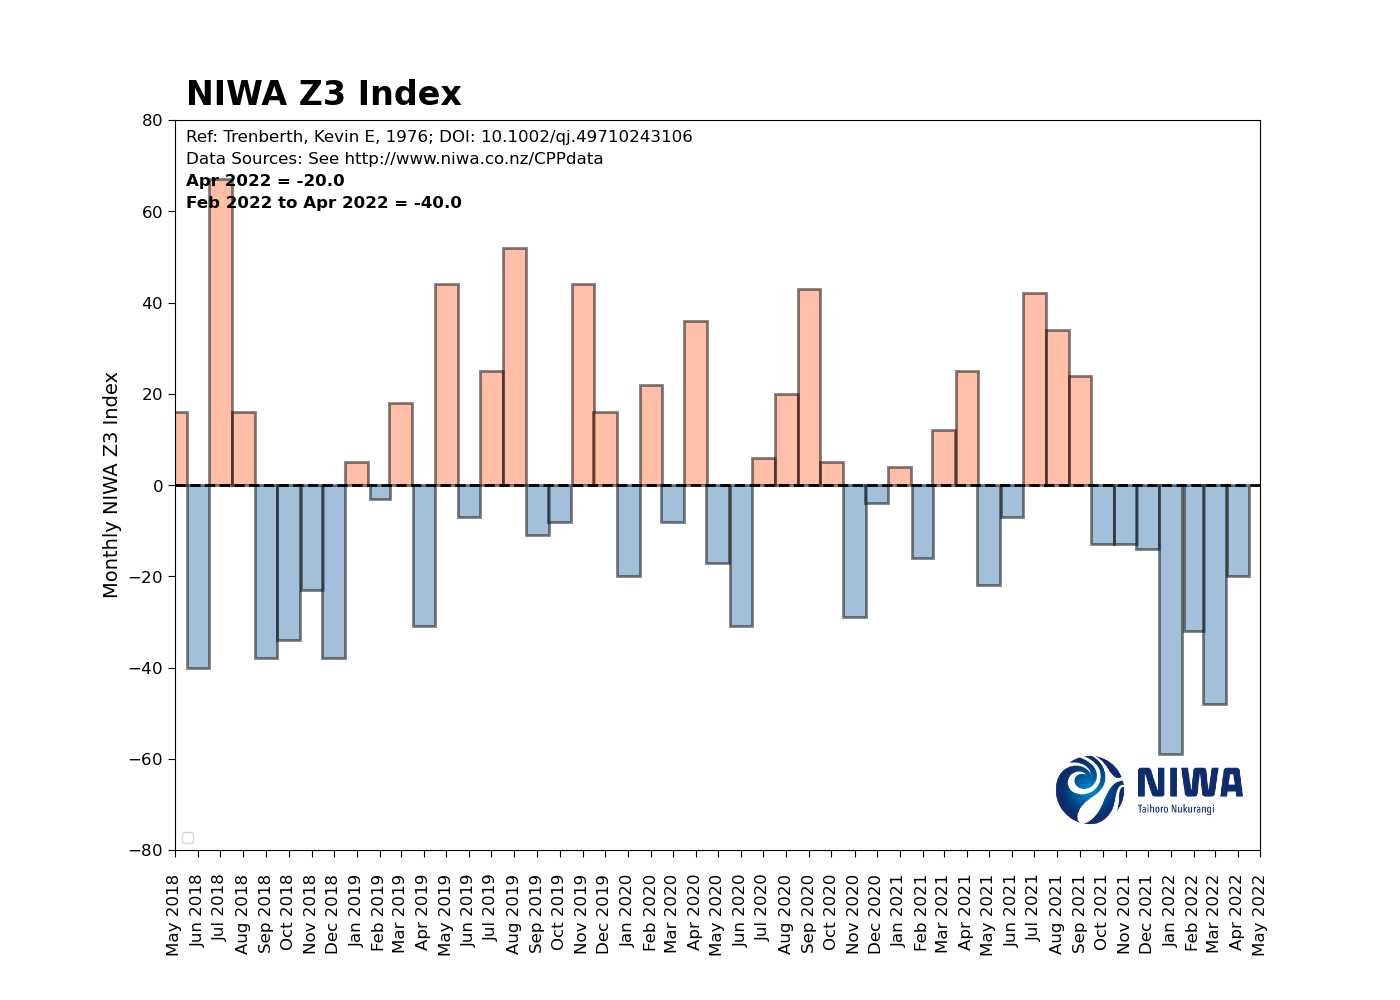 NIWA Z3 Index
Ref: Trenberth, Kevin E, 1976; DOI: 10.1002/qj.49710243106
Data Sources: See http://www.niwa.co.nz/CPPdata
Apr 2022 = -20.0
Feb 2022 to Apr 2022 = -40.0
Monthly NIWA Z3 Index
80
60
40
20
0
−20
−40
−60
−80
NIWA
Taihoro Nukurangi
May 2018
Jun 2018
Jul 2018
Aug 2018
Sep 2018
Oct 2018
Nov 2018
Dec 2018
Jan 2019
Feb 2019
Mar 2019
Apr 2019
May 2019
Jun 2019
Jul 2019
Aug 2019
Sep 2019
Oct 2019
Nov 2019
Dec 2019
Jan 2020
Feb 2020
Mar 2020
Apr 2020
May 2020
Jun 2020
Jul 2020
Aug 2020
Sep 2020
Oct 2020
Nov 2020
Dec 2020
Jan 2021
Feb 2021
Mar 2021
Apr 2021
May 2021
Jun 2021
Jul 2021
Aug 2021
Sep 2021
Oct 2021
Nov 2021
Dec 2021
Jan 2022
Feb 2022
Mar 2022
Apr 2022
May 2022